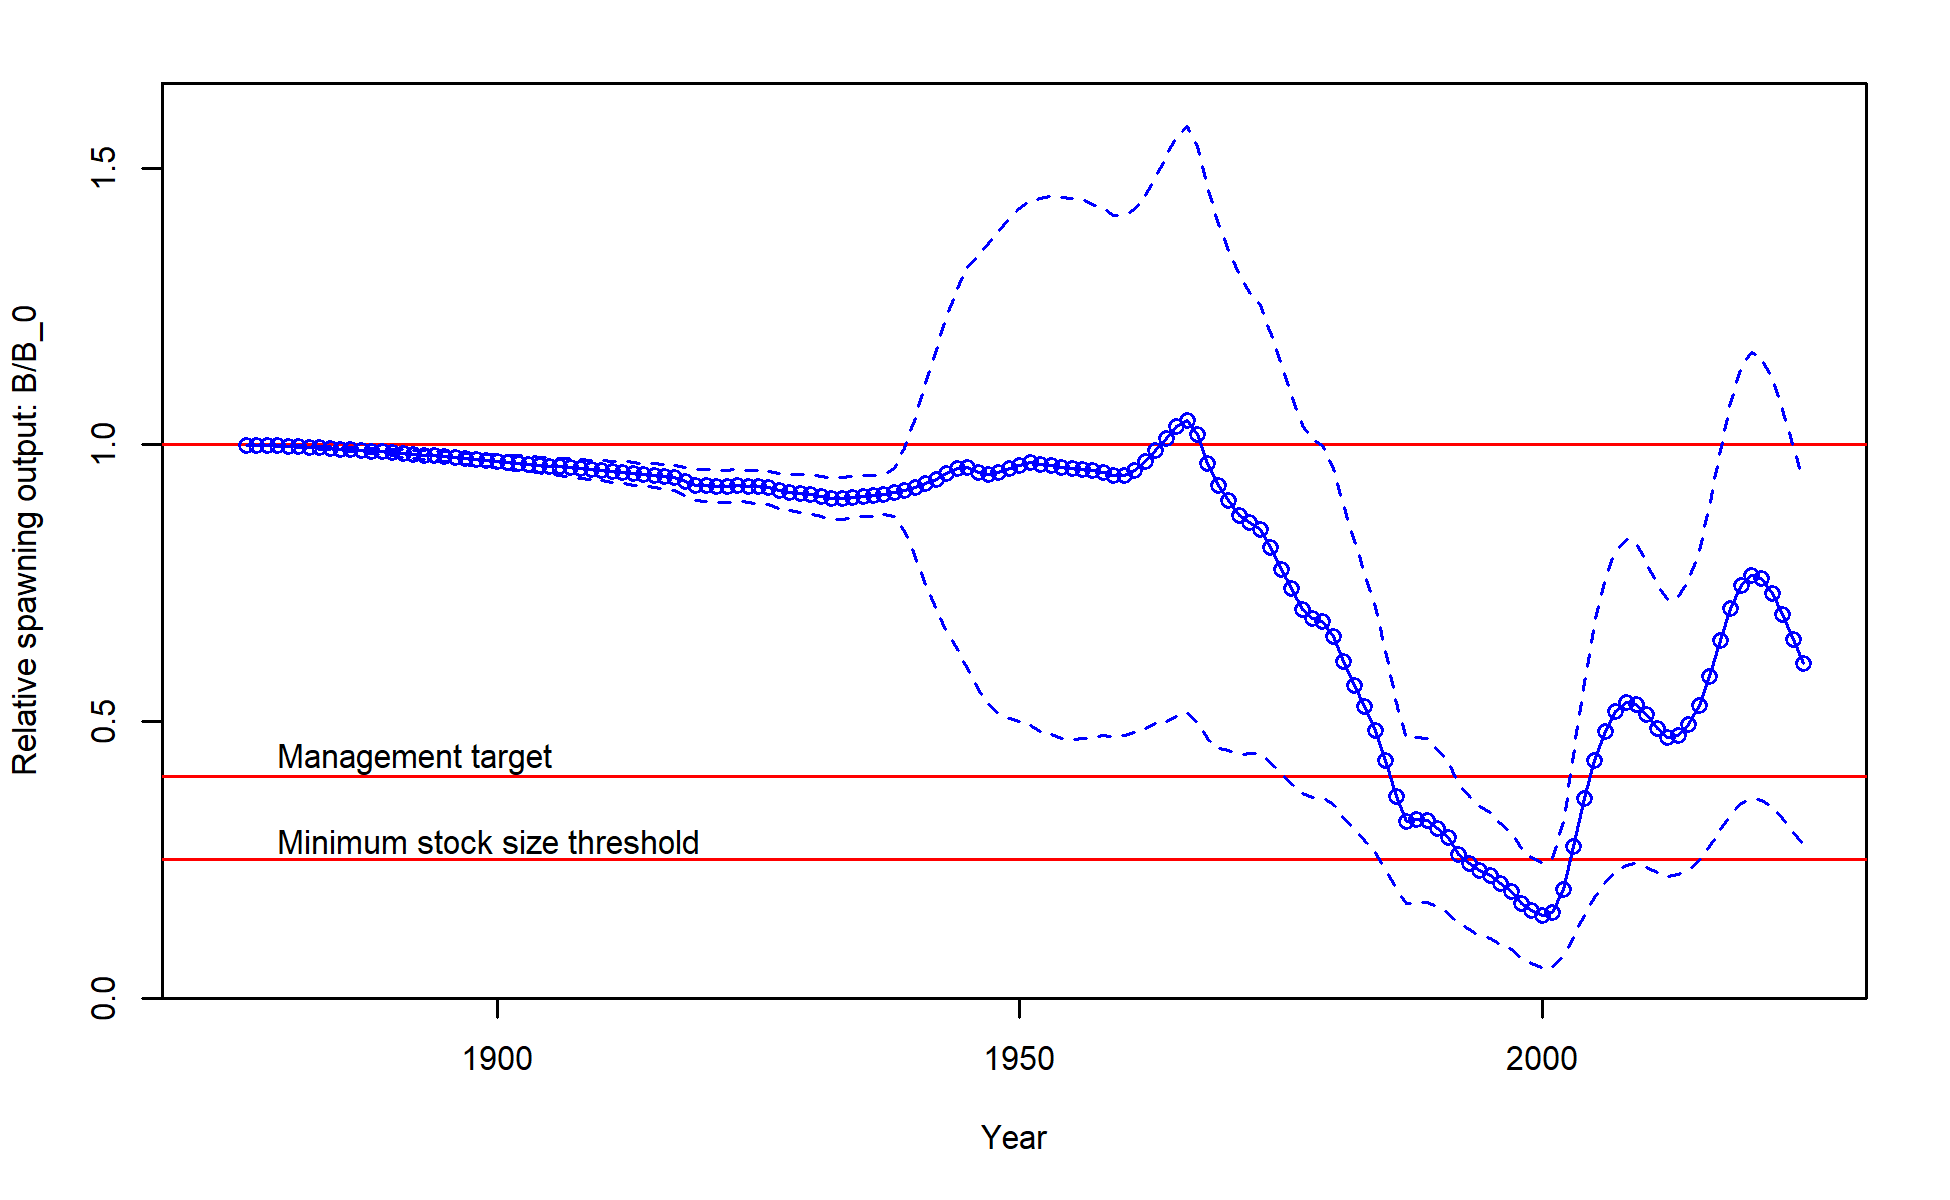 Relative spawning output: B/B_0
1.5
1.0
0.5
0.0
Management target
Minimum stock size threshold
1900 1950 2000
Year